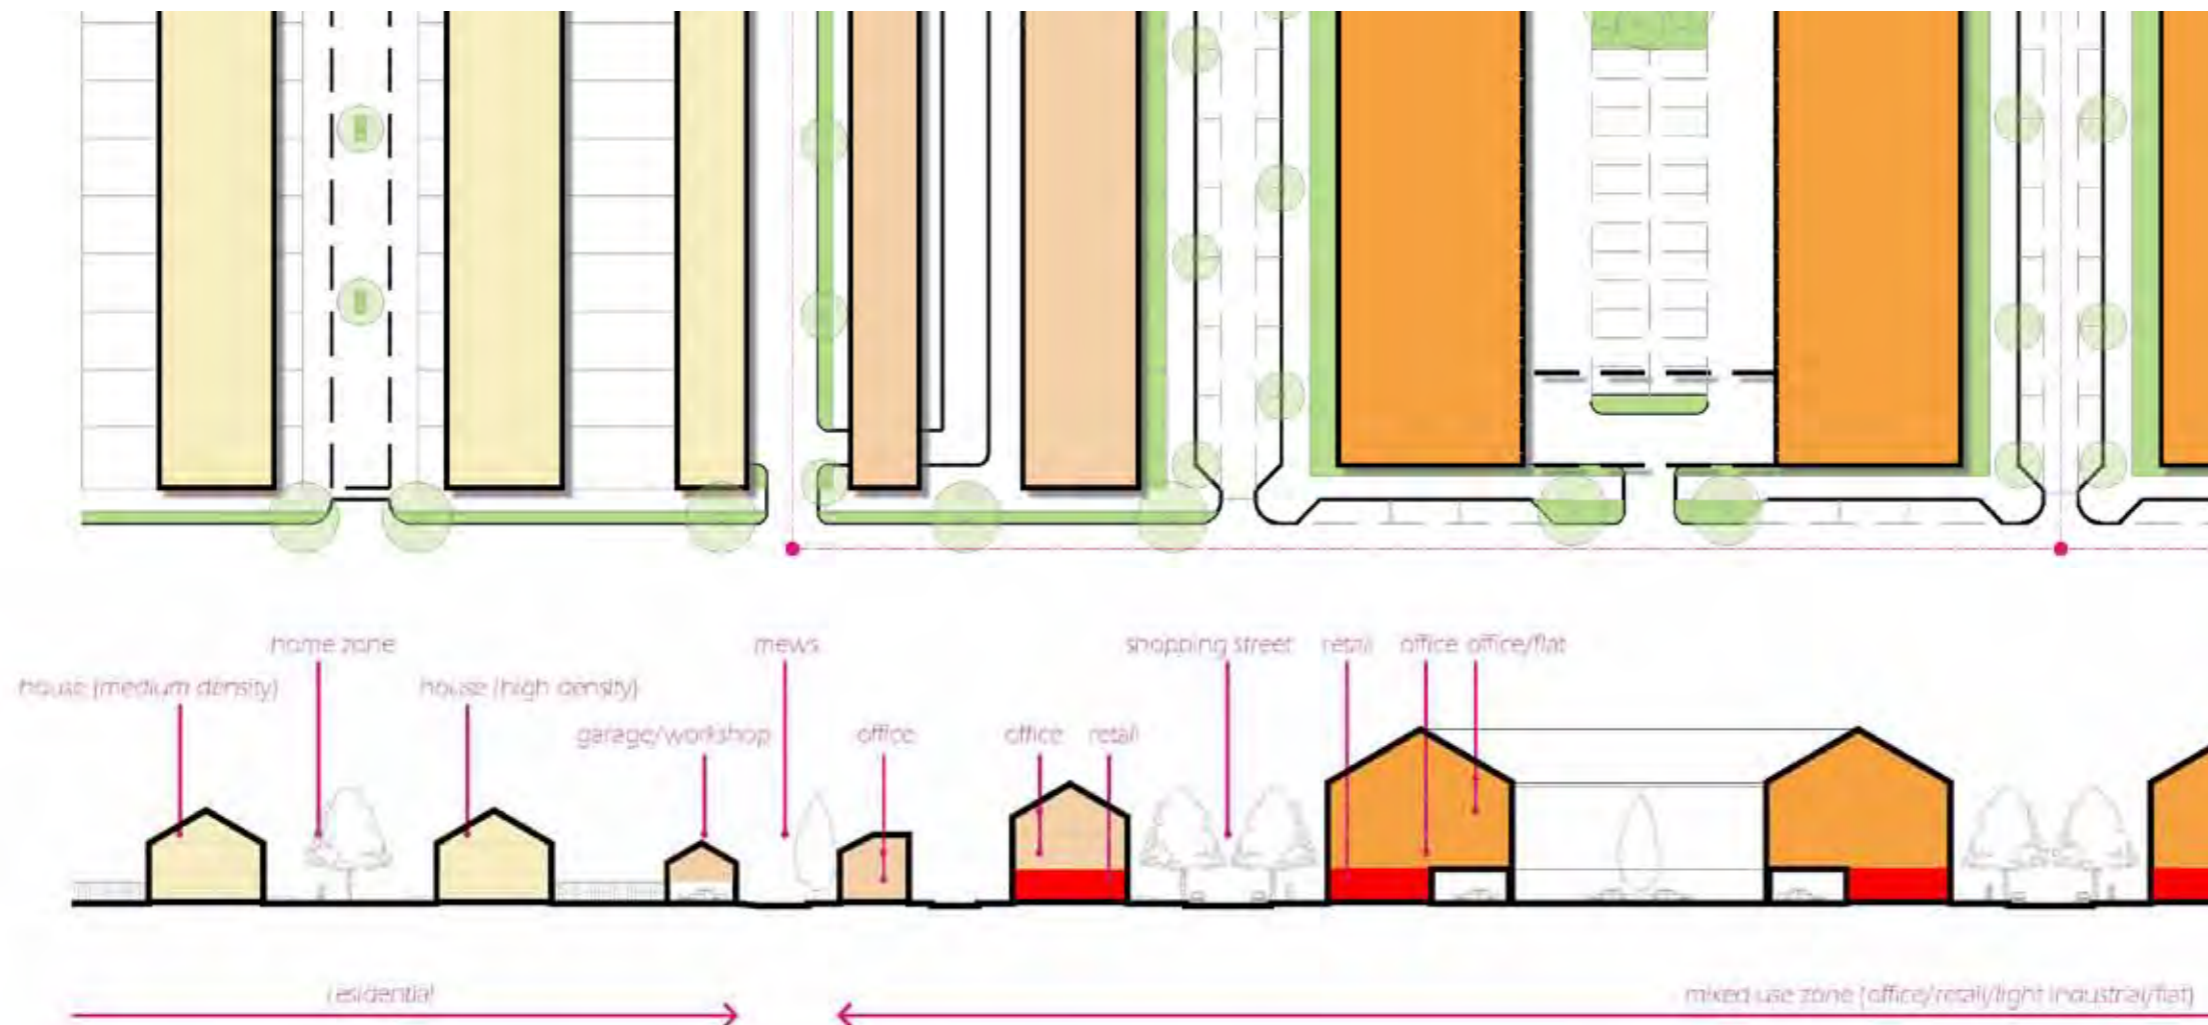 home zone
mews
shopping street
retail
office
office/flat
house (medium density)
house (high density)
garage/workshop
office
office
retail
residential
mixed use zone (office/retail/light industrial/flat)